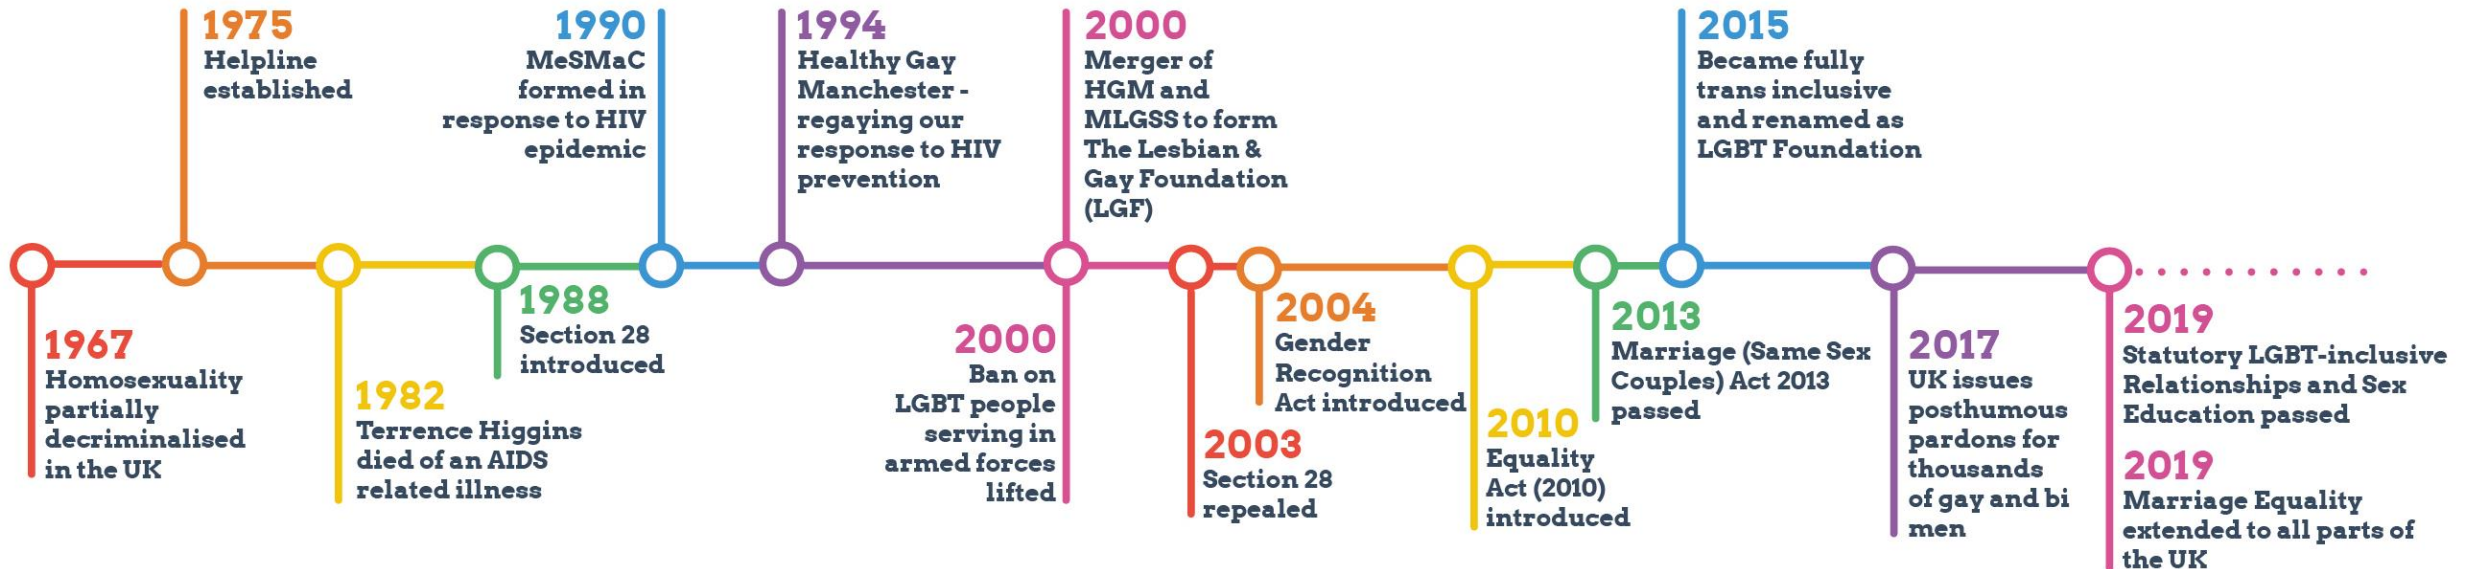 1975
Helpline
established
1990
MeSMaC
formed in
response to HIV
epidemic
1994
Healthy Gay
Manchester -
regaying our
response to HIV
prevention
2000
Merger of
HGM and
MLGSS to form
The Lesbian &
Gay Foundation
(LGF)
2015
Became fully
trans inclusive
and renamed as
LGBT Foundation
1967
Homosexuality
partially
decriminalised
in the UK
1982
Terrence Higgins
died of an AIDS
related illness
1988
Section 28
introduced
2000
Ban on
LGBT people
serving in
armed forces
lifted
2003
Section 28
repealed
2004
Gender
Recognition
Act introduced
2010
Equality
Act (2010)
introduced
2013
Marriage (Same Sex
Couples) Act 2013
passed
2017
UK issues
posthumous
pardons for
thousands
of gay and bi
men
2019
Statutory LGBT-inclusive
Relationships and Sex
Education passed
2019
Marriage Equality
extended to all parts of
the UK